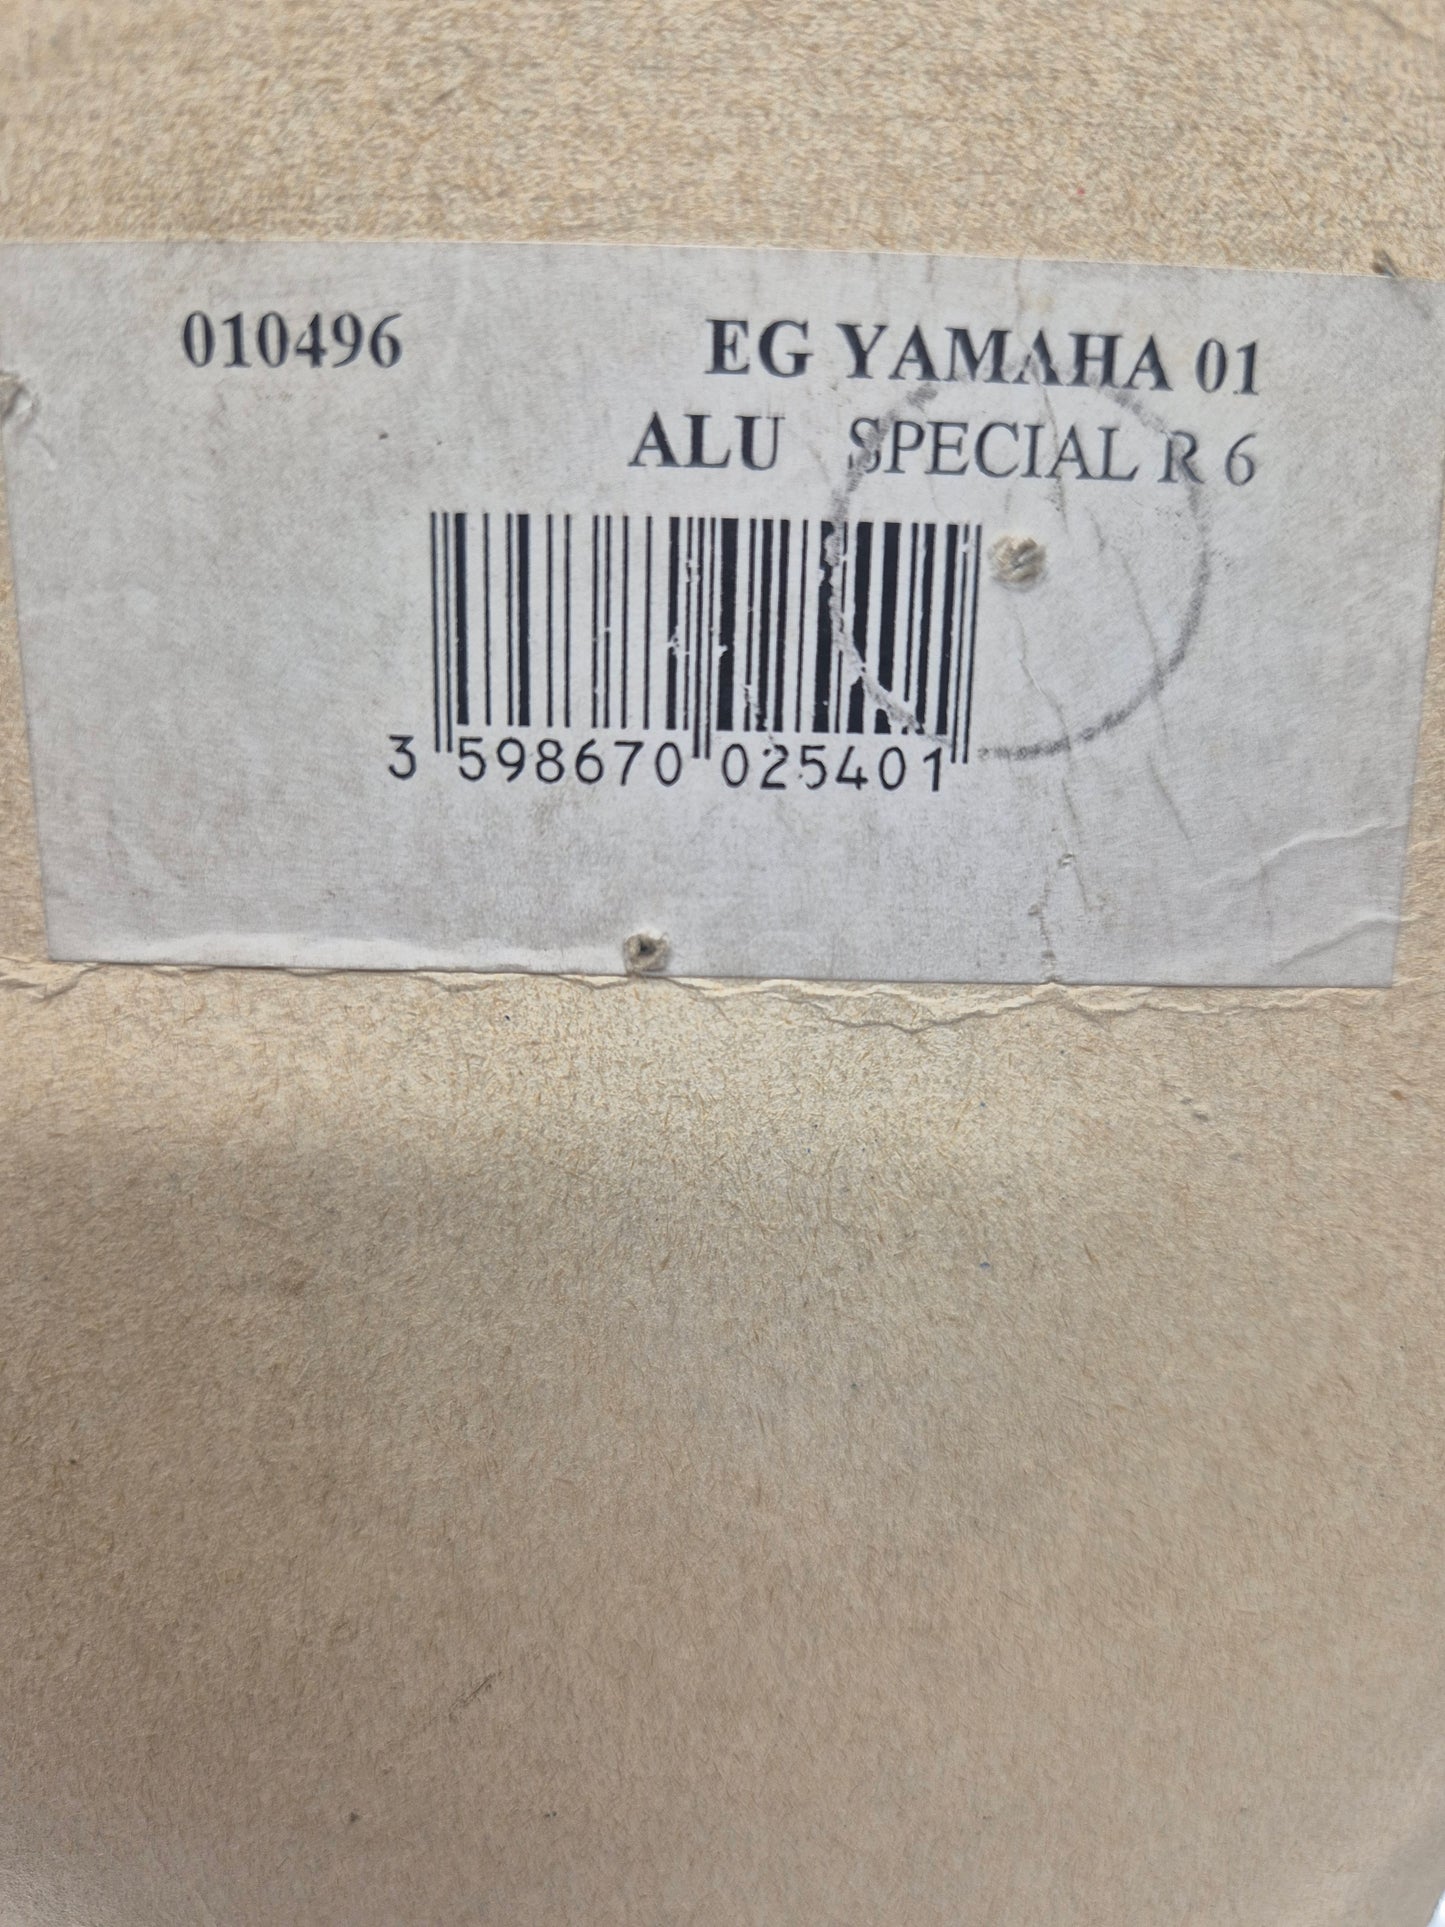 010496 EG YAMAHA 01
ALU SPECIAL R 6
3 598670 025401